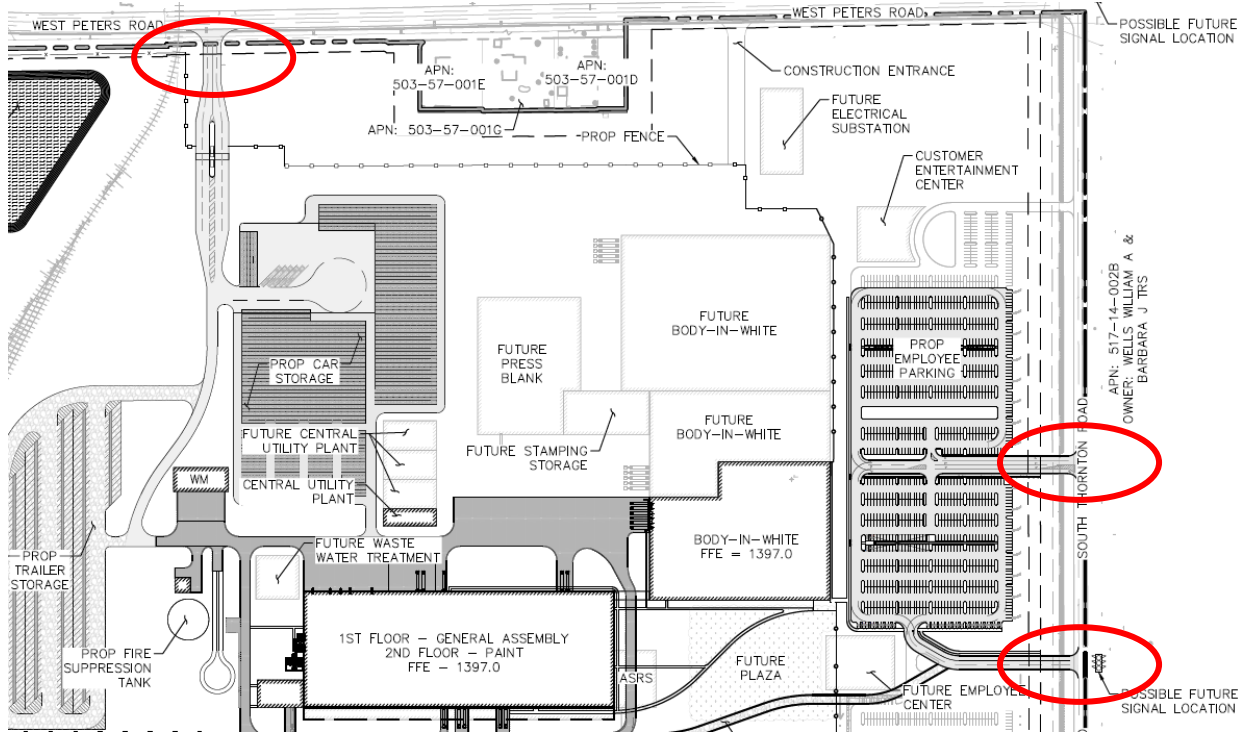 WEST PETERS ROAD
WEST PETERS ROAD
POSSIBLE FUTURE
SIGNAL LOCATION
APN:
503-57-001E
APN:
503-57-001D
APN: 503-57-001G
CONSTRUCTION ENTRANCE
FUTURE
ELECTRICAL
SUBSTATION
PROP FENCE
CUSTOMER
ENTERTAINMENT
CENTER
APN: 517-14-002B
OWNER: WELLS WILLIAM A &
BARBARA J TRS
FUTURE
BODY-IN-WHITE
FUTURE
PRESS
BLANK
PROP
EMPLOYEE
PARKING
PROP CAR
STORAGE
FUTURE STAMPING
STORAGE
FUTURE
BODY-IN-WHITE
FUTURE CENTRAL
UTILITY PLANT
CENTRAL UTILITY
PLANT
WM
SOUTH THORNTON ROAD
BODY-IN-WHITE
FFE = 1397.0
FUTURE WASTE
WATER TREATMENT
PROP
TRAILER
STORAGE
1ST FLOOR - GENERAL ASSEMBLY
2ND FLOOR - PAINT
FFE - 1397.0
PROP FIRE
SUPPRESSION
TANK
ASRS
FUTURE
PLAZA
FUTURE EMPLOYEE
CENTER
POSSIBLE FUTURE
SIGNAL LOCATION